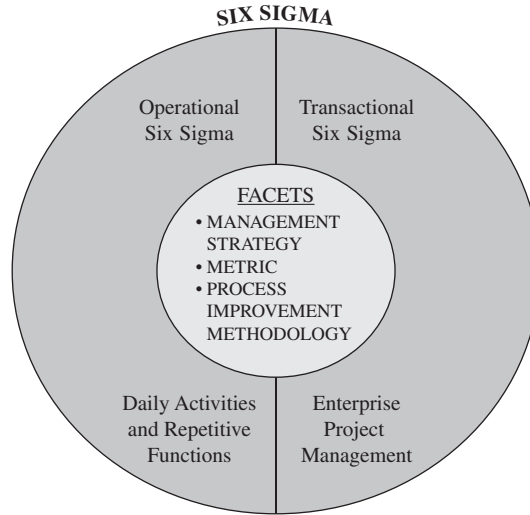 SIX SIGMA
Operational
Six Sigma
Transactional
Six Sigma
FACETS
• MANAGEMENT
STRATEGY
• METRIC
• PROCESS
IMPROVEMENT
METHODOLOGY
Daily Activities
and Repetitive
Functions
Enterprise
Project
Management